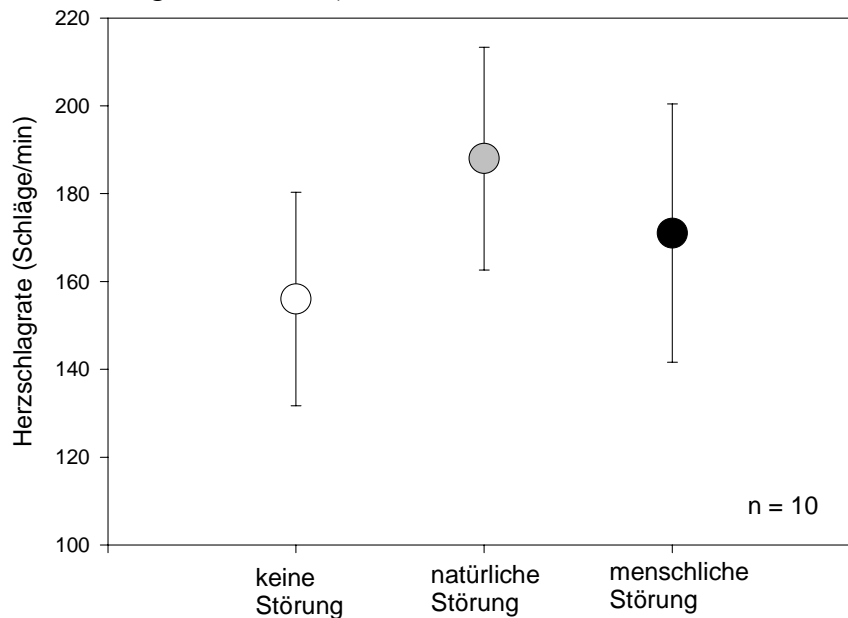 220
200
180
160
140
120
100
Herzschlagrate (Schläge/min)
n = 10
keine
Störung
natürliche
Störung
menschliche
Störung